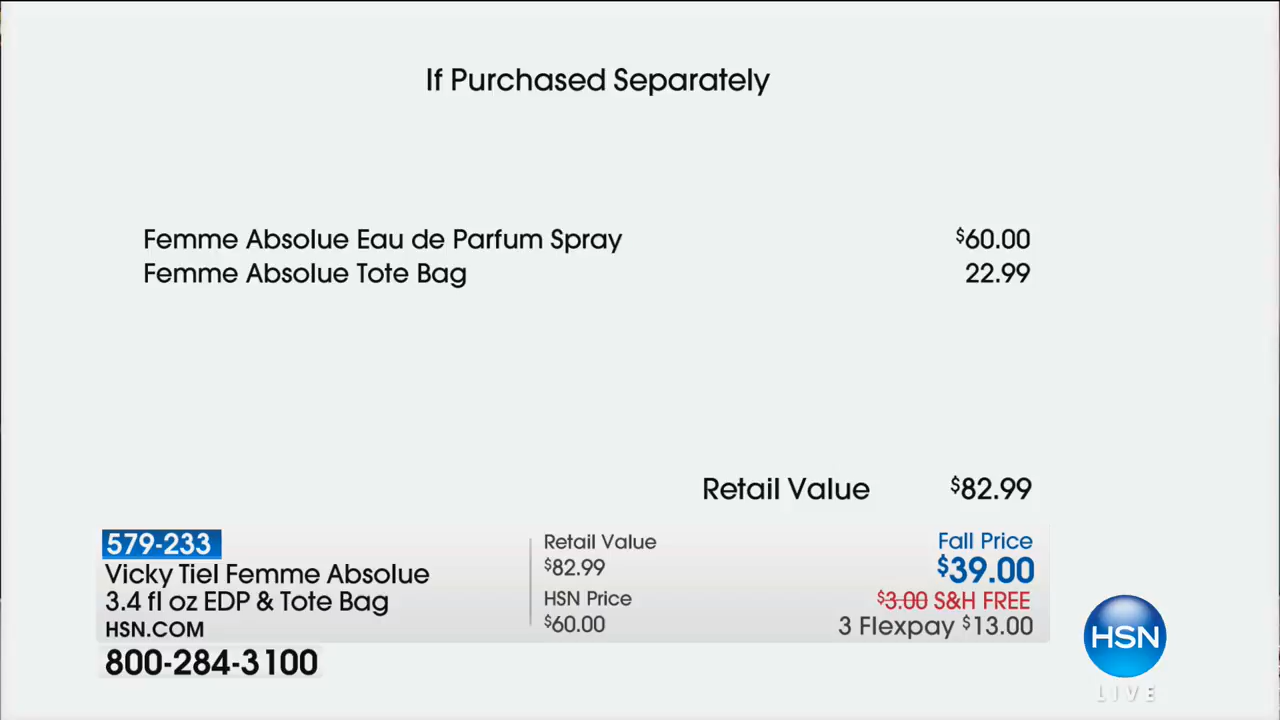 If Purchased Separately
Femme Absolue Eau de Parfum Spray $60.00
Femme Absolue Tote Bag 22.99
Retail Value $82.99
579-233
Vicky Tiel Femme Absolue
3.4 fl oz EDP & Tote Bag
HSN.COM
800-284-3100
Retail Value
$82.99
HSN Price
$60.00
Fall Price
$39.00
$3.00 S&H FREE
3 Flexpay $13.00
HSN
LIVE